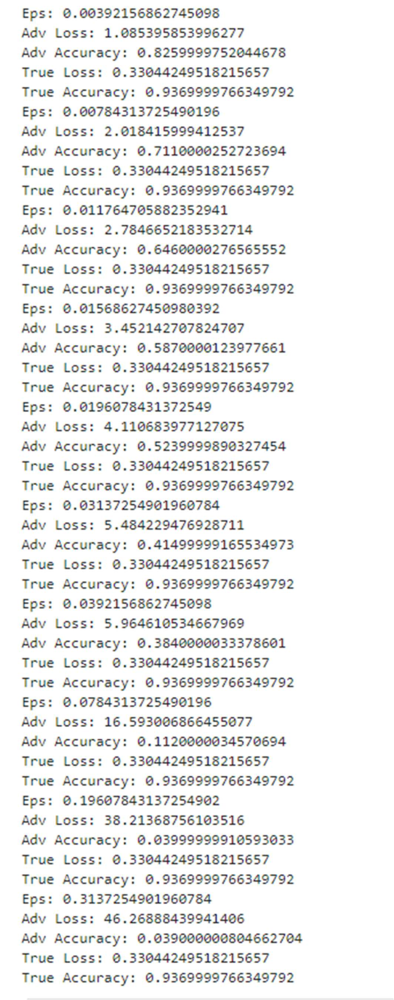 Eps: 0.00392156862745098
Adv Loss: 1.085395853996277
Adv Accuracy: 0.8259999752044678
True Loss: 0.33044249518215657
True Accuracy: 0.9369999766349792
Eps: 0.00784313725490196
Adv Loss: 2.018415999412537
Adv Accuracy: 0.7110000252723694
True Loss: 0.33044249518215657
True Accuracy: 0.9369999766349792
Eps: 0.011764705882352941
Adv Loss: 2.7846652183532714
Adv Accuracy: 0.6460000276565552
True Loss: 0.33044249518215657
True Accuracy: 0.9369999766349792
Eps: 0.01568627450980392
Adv Loss: 3.452142707824707
Adv Accuracy: 0.5870000123977661
True Loss: 0.33044249518215657
True Accuracy: 0.9369999766349792
Eps: 0.0196078431372549
Adv Loss: 4.110683977127075
Adv Accuracy: 0.5239999890327454
True Loss: 0.33044249518215657
True Accuracy: 0.9369999766349792
Eps: 0.03137254901960784
Adv Loss: 5.484229476928711
Adv Accuracy: 0.41499999165534973
True Loss: 0.33044249518215657
True Accuracy: 0.9369999766349792
Eps: 0.0392156862745098
Adv Loss: 5.964610534667969
Adv Accuracy: 0.3840000033378601
True Loss: 0.33044249518215657
True Accuracy: 0.9369999766349792
Eps: 0.0784313725490196
Adv Loss: 16.593006866455077
Adv Accuracy: 0.1120000034570694
True Loss: 0.33044249518215657
True Accuracy: 0.9369999766349792
Eps: 0.19607843137254902
Adv Loss: 38.21368756103516
Adv Accuracy: 0.03999999910593033
True Loss: 0.33044249518215657
True Accuracy: 0.9369999766349792
Eps: 0.3137254901960784
Adv Loss: 46.26888439941406
Adv Accuracy: 0.039000000804662704
True Loss: 0.33044249518215657
True Accuracy: 0.9369999766349792